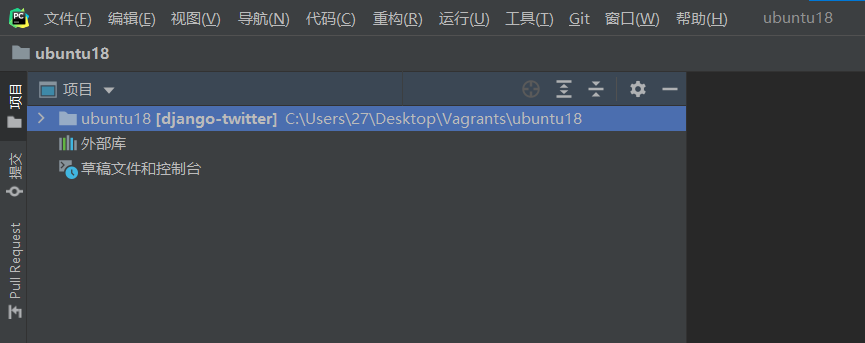 PC 文件(F) 编辑(E) 视图(V) 导航(N) 代码(C) 重构(R) 运行(U) 工具(T) Git 窗口(W) 帮助(H) ubuntu18
ubuntu18
项目
项目
ubuntu18 [django-twitter] C:\Users\27\Desktop\Vagrants\ubuntu18
外部库
草稿文件和控制台
提交
Pull Request